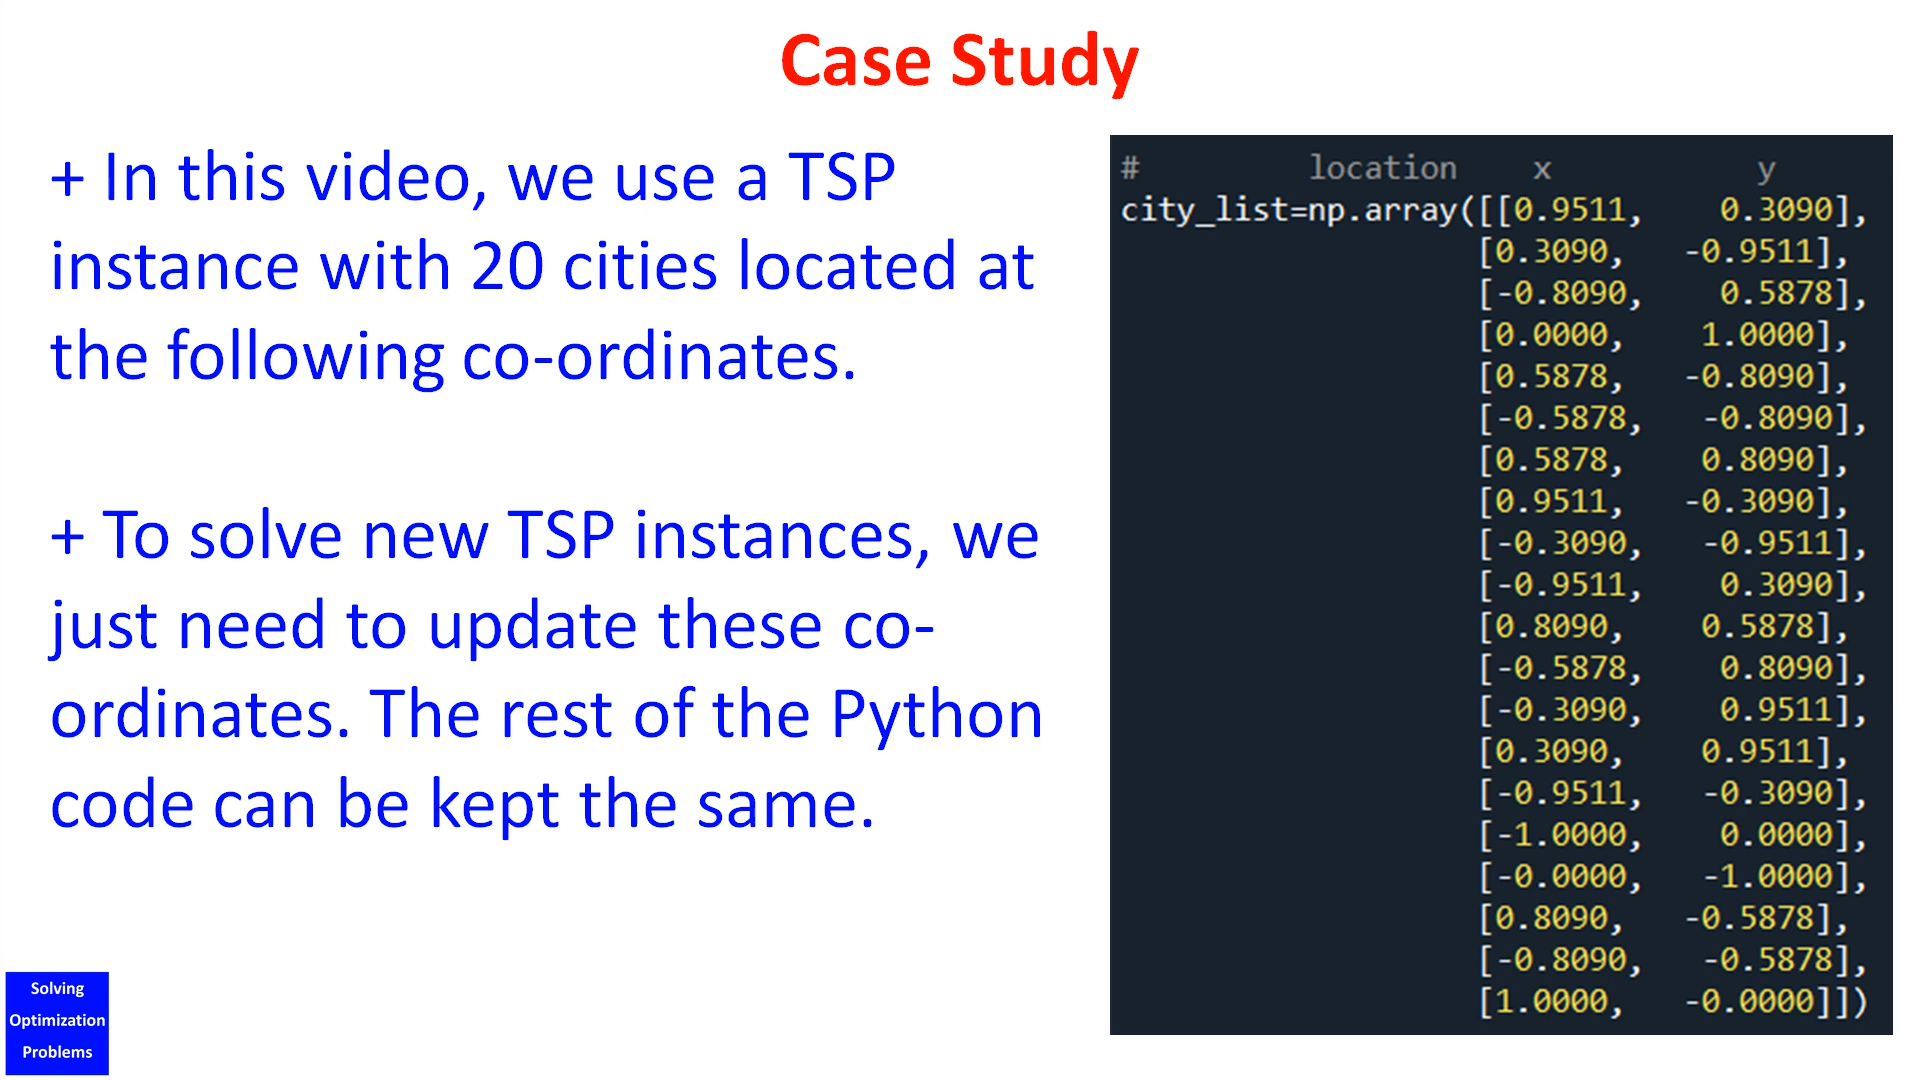 Case Study
+ In this video, we use a TSP
instance with 20 cities located at
the following co-ordinates.
+ To solve new TSP instances, we
just need to update these co-
ordinates. The rest of the Python
code can be kept the same.
# location x y
city_list=np.array([[0.9511, 0.3090],
[0.3090, -0.9511],
[-0.8090, 0.5878],
[0.0000, 1.0000],
[0.5878, -0.8090],
[-0.5878, -0.8090],
[0.5878, 0.8090],
[0.9511, -0.3090],
[-0.3090, -0.9511],
[-0.9511, 0.3090],
[0.8090, 0.5878],
[-0.5878, 0.8090],
[-0.3090, 0.9511],
[0.3090, 0.9511],
[-0.9511, -0.3090],
[-1.0000, 0.0000],
[-0.0000, -1.0000],
[0.8090, -0.5878],
[-0.8090, -0.5878],
[1.0000, -0.0000]])
Solving
Optimization
Problems